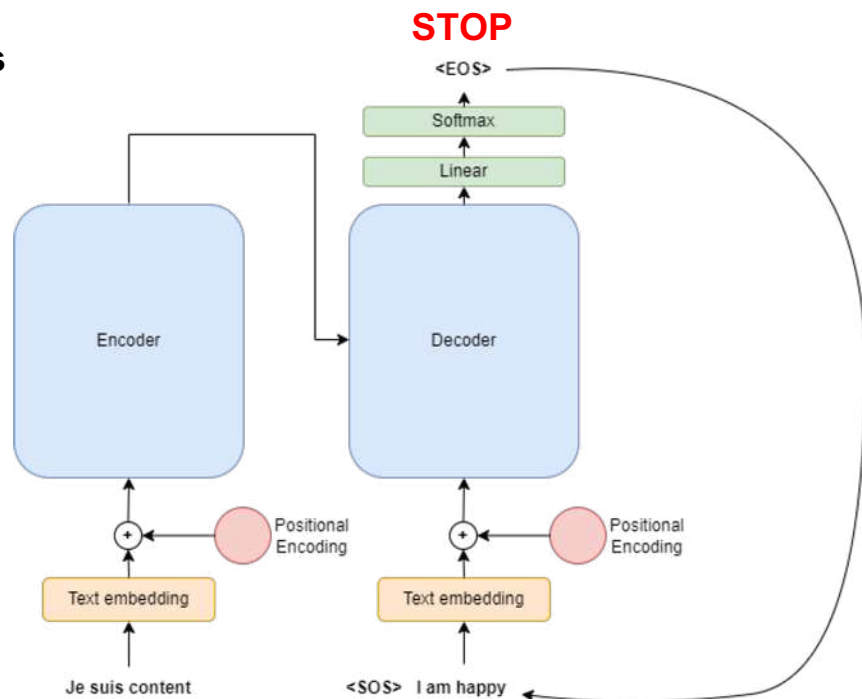 STOP
s
<EOS>
Softmax
Linear
Encoder
Decoder
Positional
Encoding
Positional
Encoding
Text embedding
Text embedding
Je suis content
<SOS> I am happy